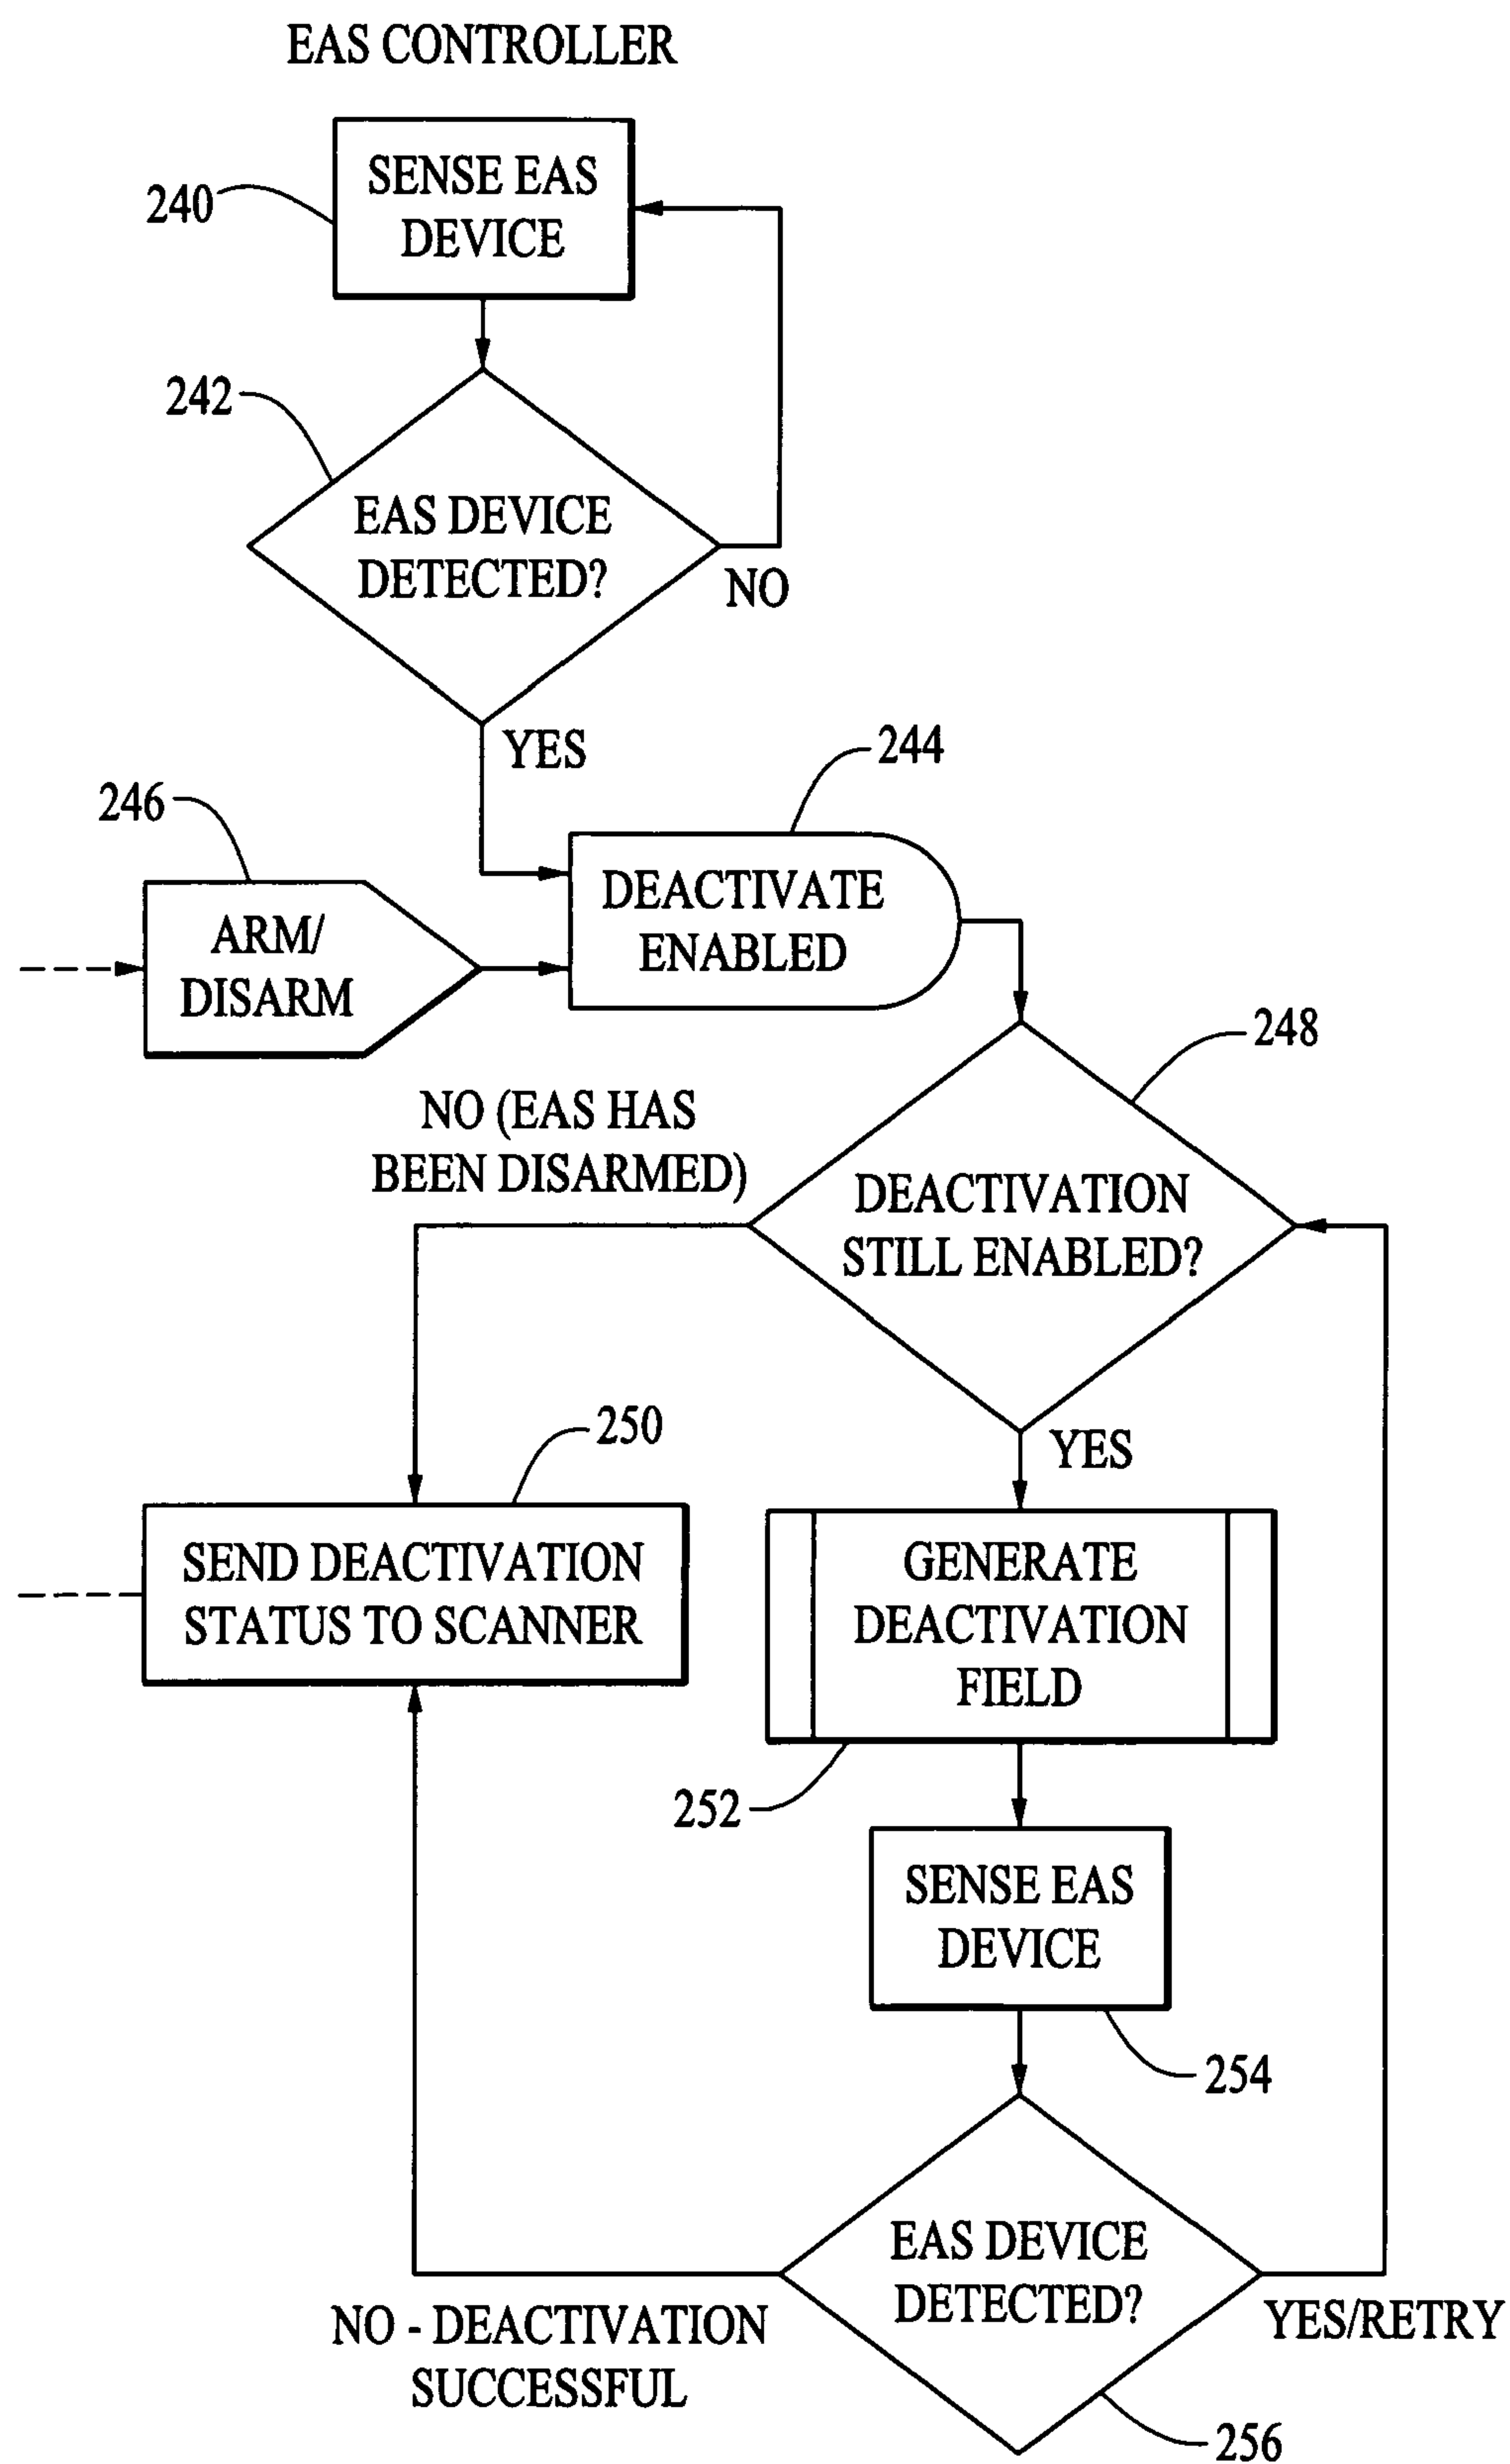 EAS CONTROLLER
SENSE EAS
DEVICE
240
242
EAS DEVICE
DETECTED?
NO
YES
244
246
DEACTIVATE
ENABLED
ARM/
DISARM
248
NO (EAS HAS
BEEN DISARMED)
DEACTIVATION
STILL ENABLED?
250
YES
SEND DEACTIVATION
STATUS TO SCANNER
GENERATE
DEACTIVATION
FIELD
252
SENSE EAS
DEVICE
254
EAS DEVICE
DETECTED?
NO - DEACTIVATION
SUCCESSFUL
YES/RETRY
256